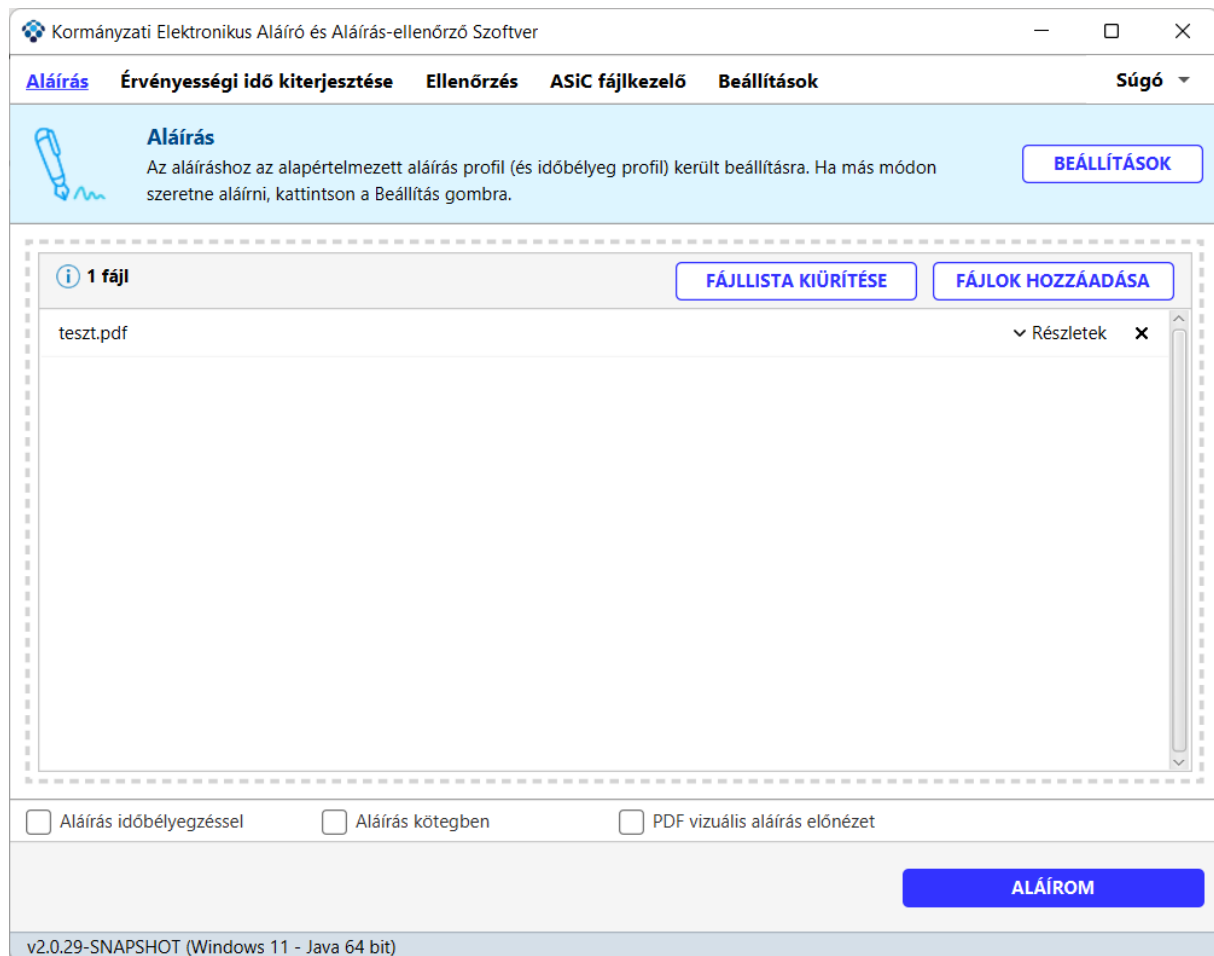 Kormányzati Elektronikus Aláíró és Aláírás-ellenőrző Szoftver
Aláírás Érvényességi idő kiterjesztése Ellenőrzés ASiC fájlkezelő Beállítások Súgó
Aláírás
Az aláíráshoz az alapértelmezett aláírás profil (és időbélyeg profil) került beállításra. Ha más módon
szeretne aláírni, kattintson a Beállítás gombra.
BEÁLLÍTÁSOK
1 fájl FÁJLLISTA KIÜRÍTÉSE FÁJLOK HOZZÁADÁSA
teszt.pdf Részletek
Aláírás időbélyegzéssel Aláírás kötegben PDF vizuális aláírás előnézet
ALÁÍROM
v2.0.29-SNAPSHOT (Windows 11 - Java 64 bit)